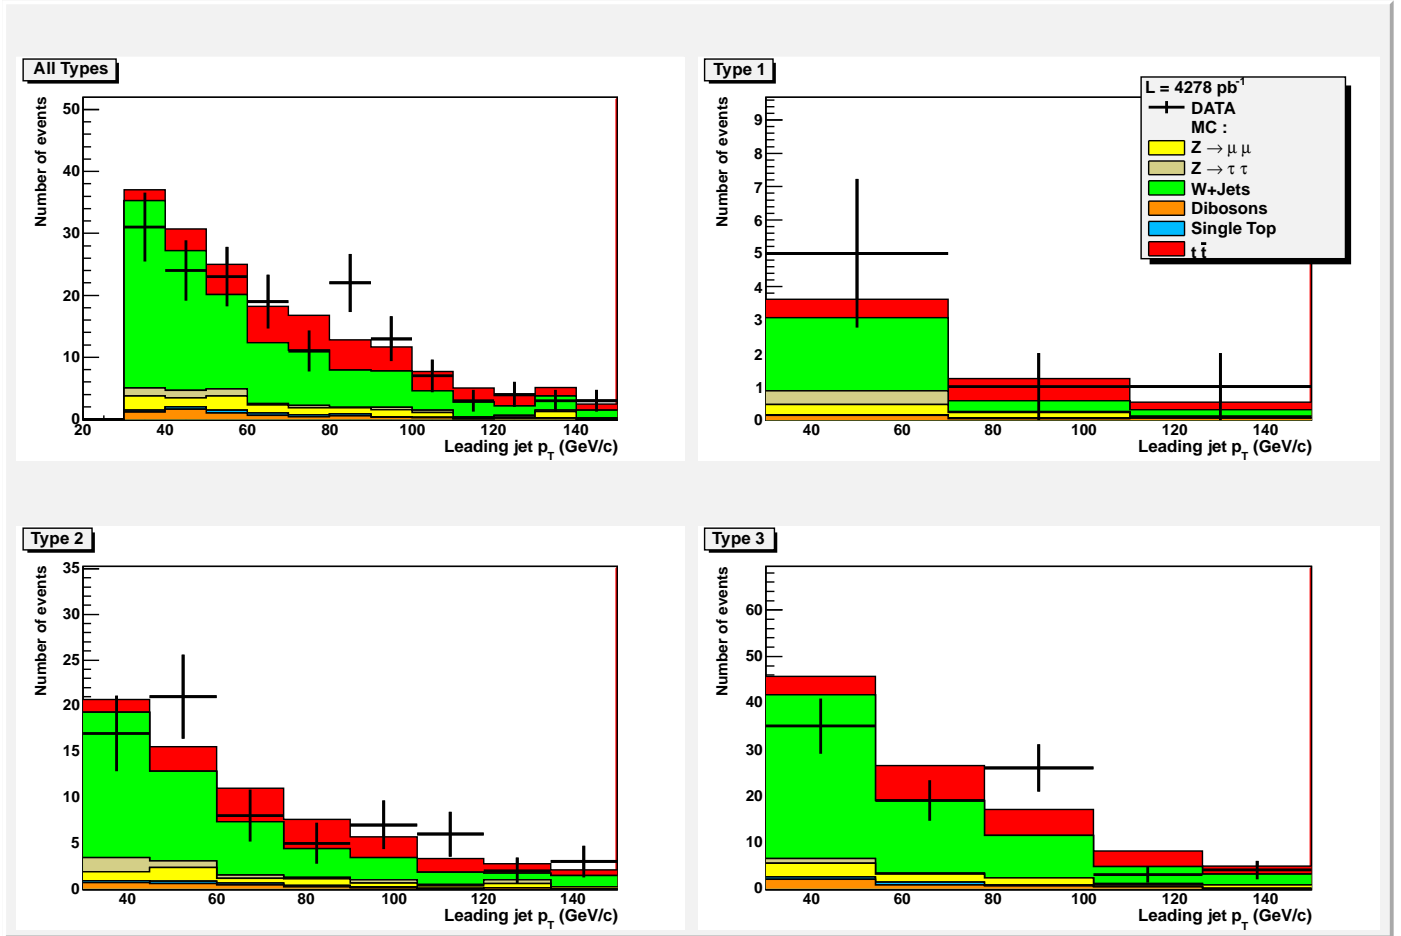 All Types
Number of events
50
40
30
20
10
0
20 40 60 80 100 120 140
Leading jet p_T (GeV/c)
Type 1
Number of events
9
8
7
6
5
4
3
2
1
0
40 60 80 100 120 140
Leading jet p_T (GeV/c)
L = 4278 pb⁻¹
DATA
MC :
Z → μ μ
Z → τ τ
W+Jets
Dibosons
Single Top
t t̄
Type 2
Number of events
35
30
25
20
15
10
5
0
40 60 80 100 120 140
Leading jet p_T (GeV/c)
Type 3
Number of events
60
50
40
30
20
10
0
40 60 80 100 120 140
Leading jet p_T (GeV/c)